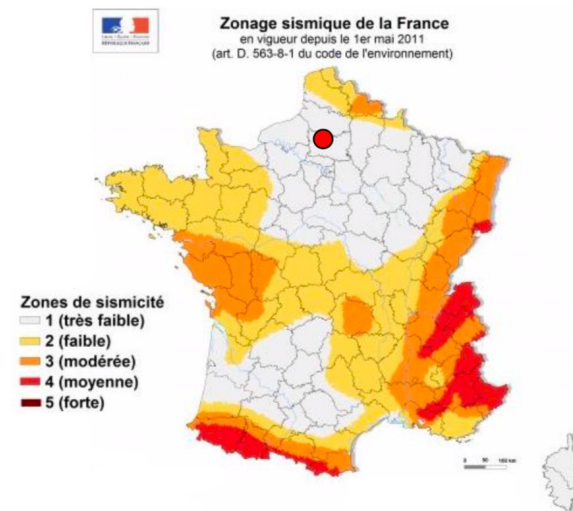 Zonage sismique de la France
en vigueur depuis le 1er mai 2011
(art. D. 563-8-1 du code de l'environnement)
Zones de sismicité
1 (très faible)
2 (faible)
3 (modérée)
4 (moyenne)
5 (forte)